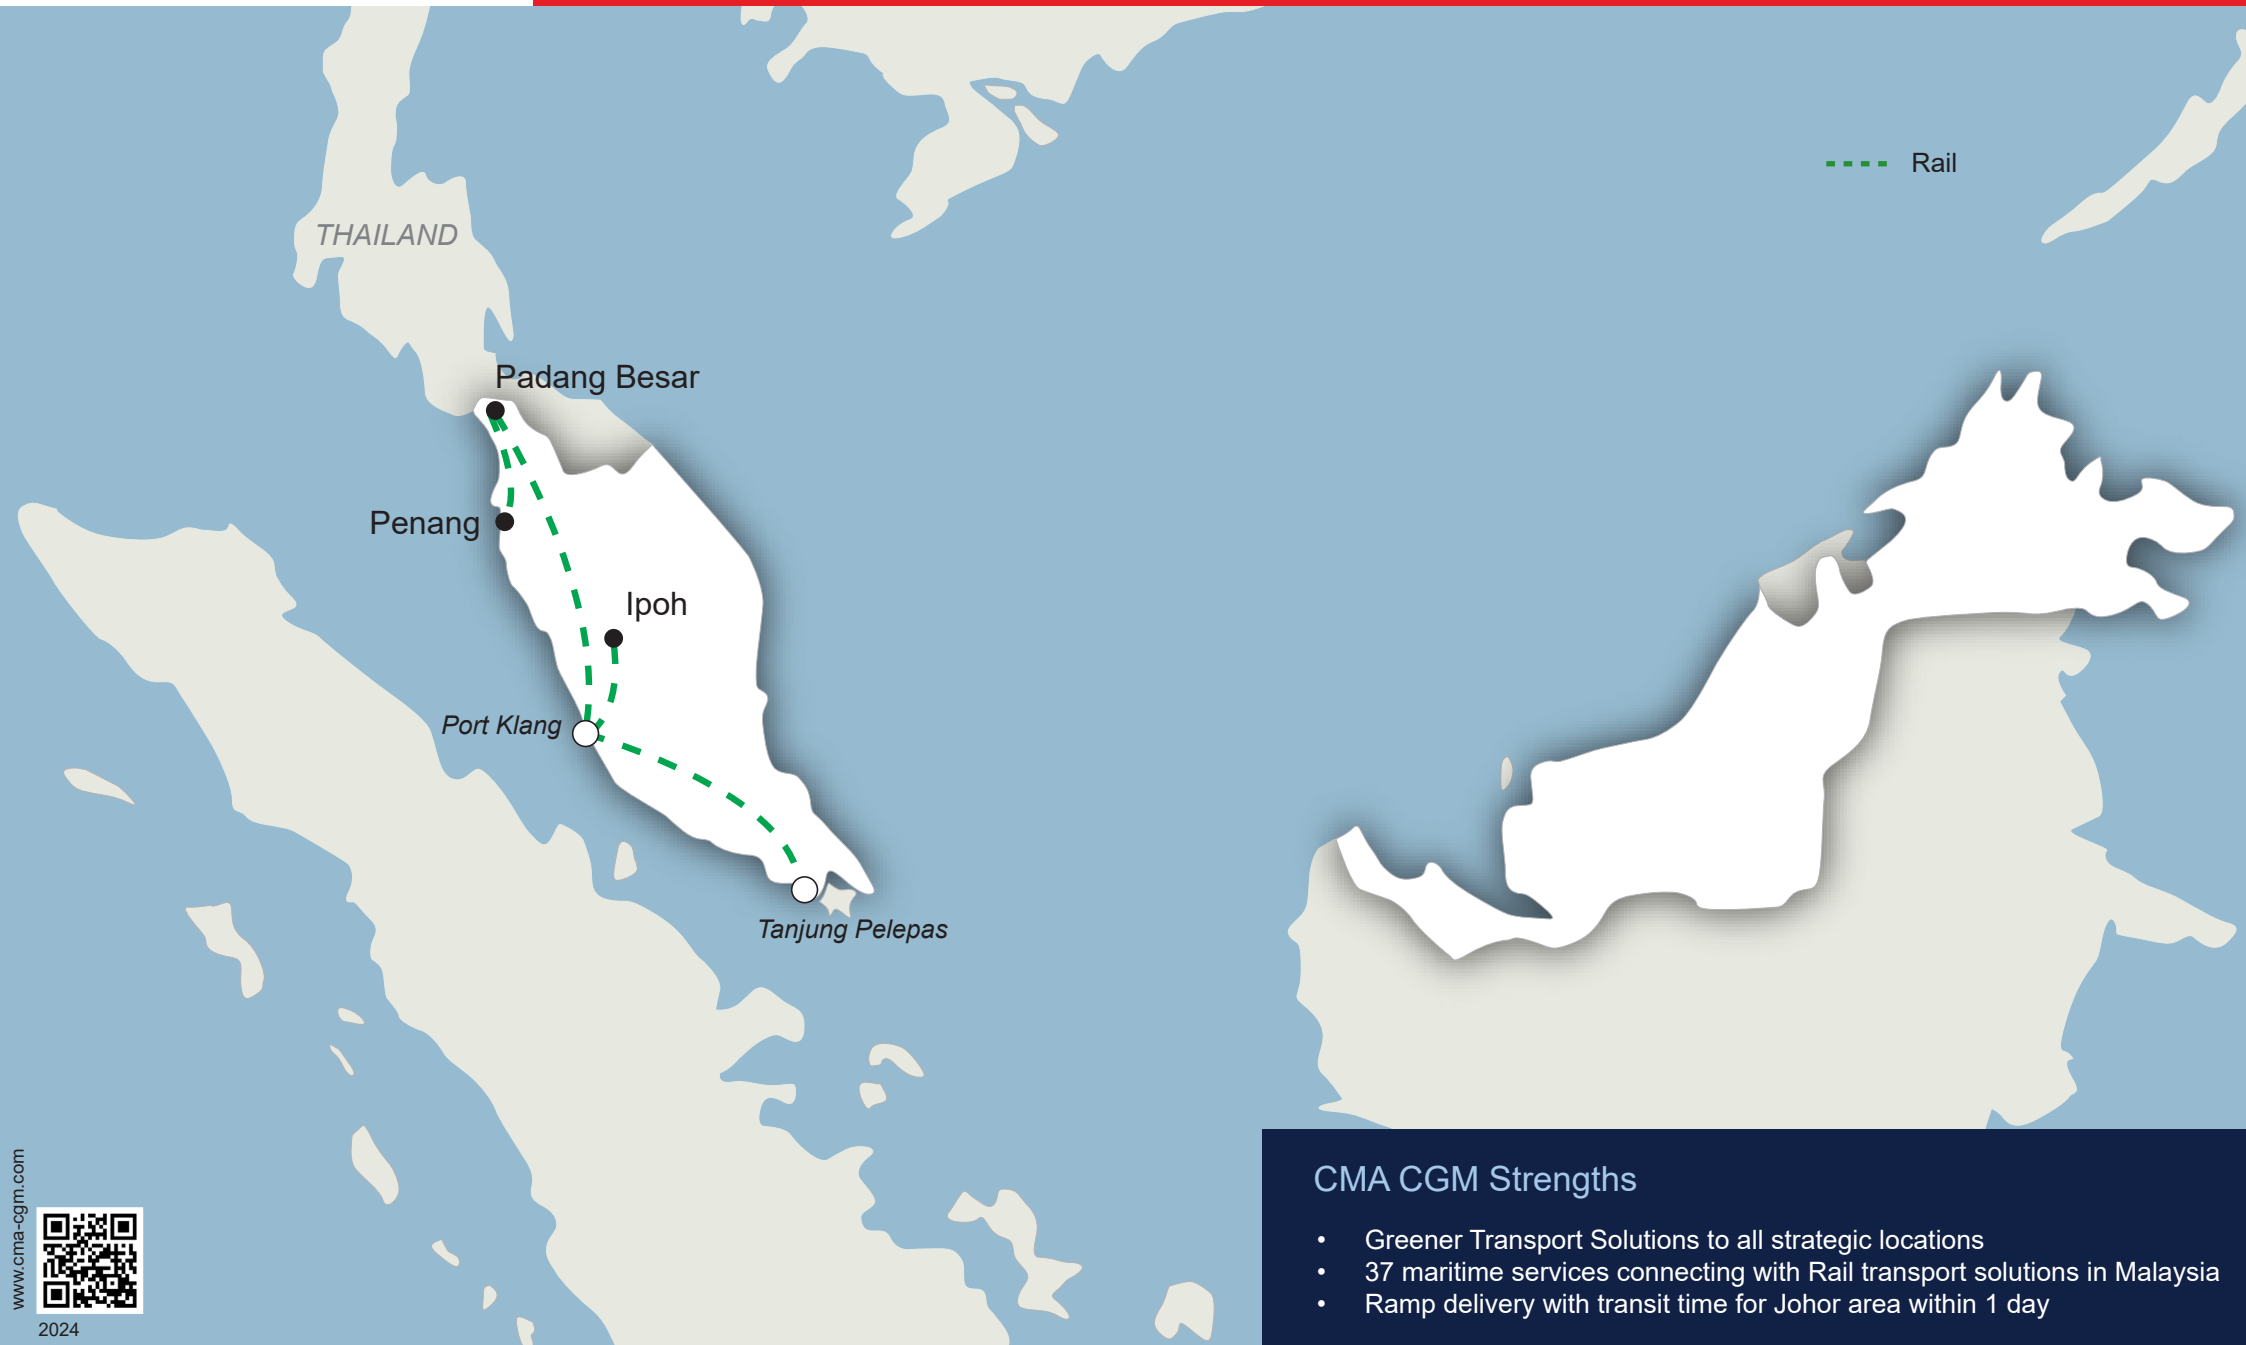 Rail
THAILAND
Padang Besar
Penang
Ipoh
Port Klang
Tanjung Pelepas
CMA CGM Strengths
• Greener Transport Solutions to all strategic locations
• 37 maritime services connecting with Rail transport solutions in Malaysia
• Ramp delivery with transit time for Johor area within 1 day
www.cma-cgm.com
2024